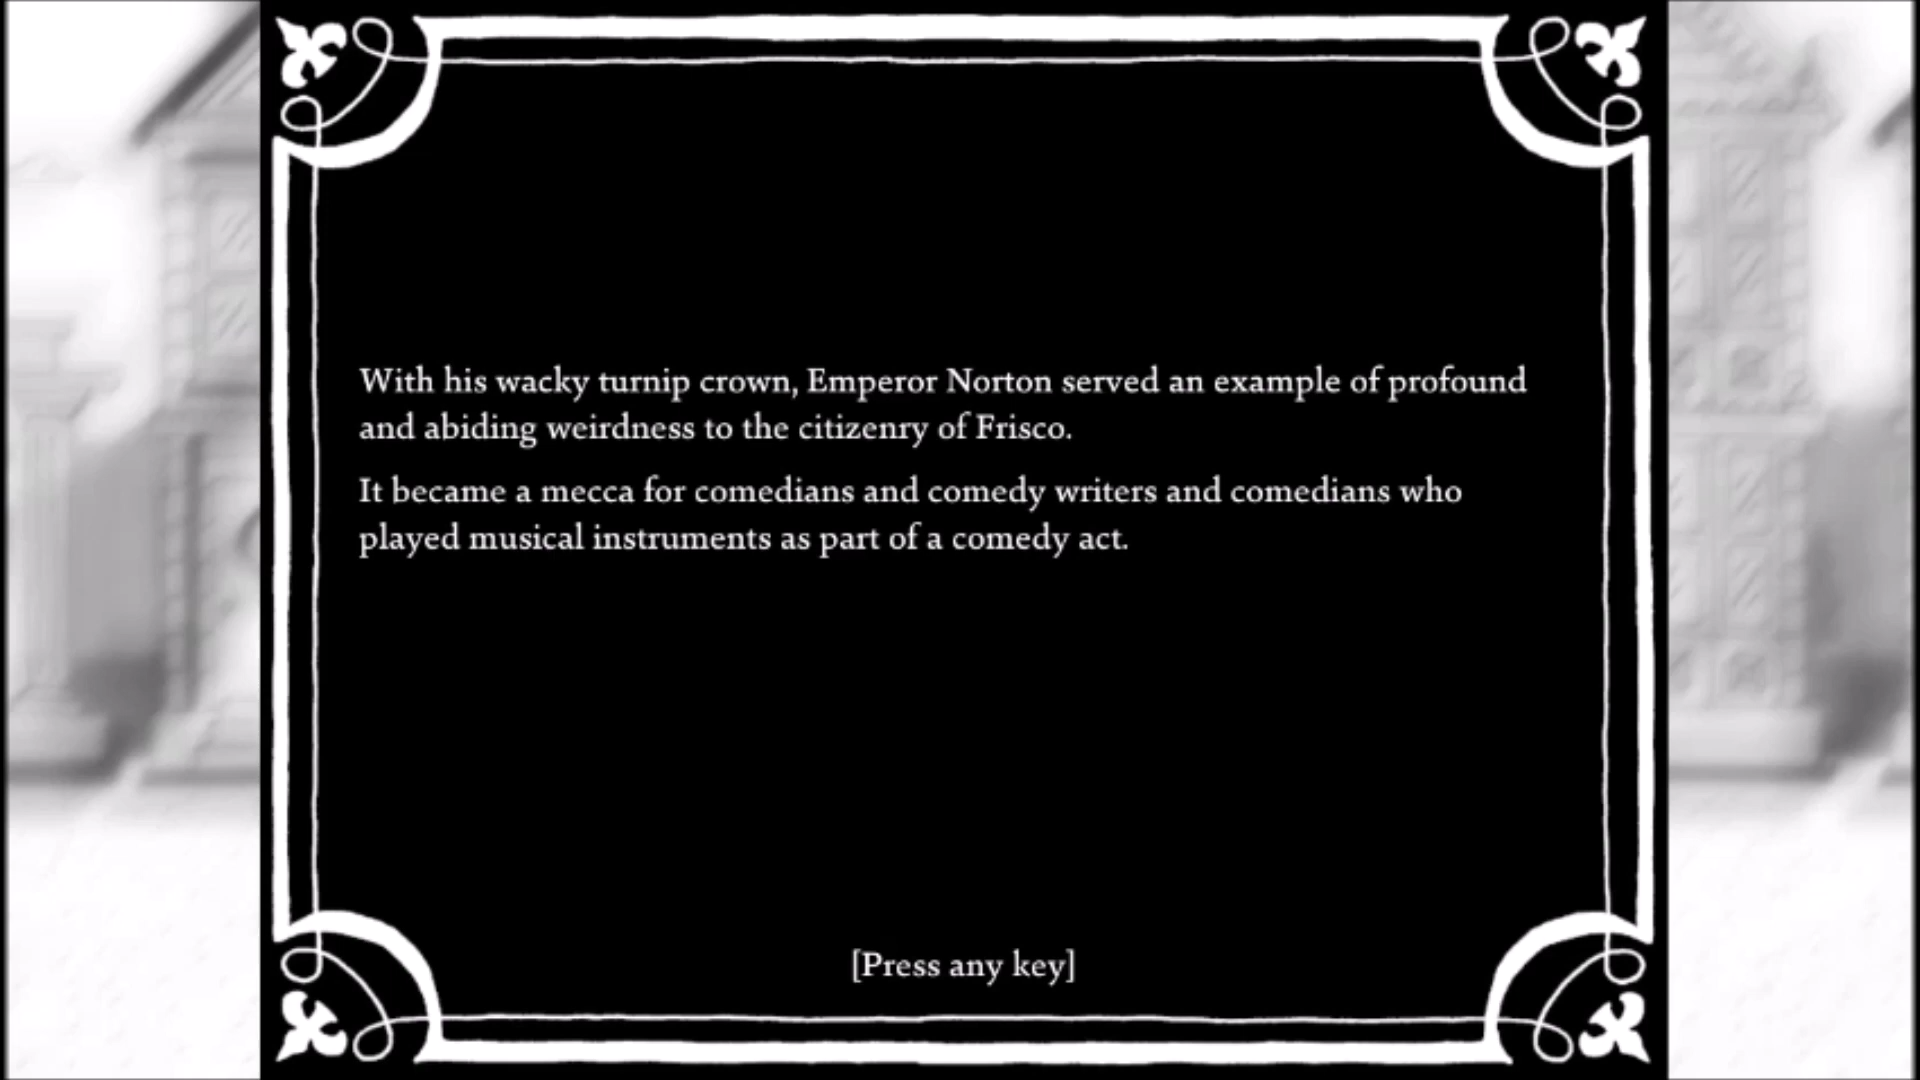 With his wacky turnip crown, Emperor Norton served an example of profound
and abiding weirdness to the citizenry of Frisco.
It became a mecca for comedians and comedy writers and comedians who
played musical instruments as part of a comedy act.
[Press any key]